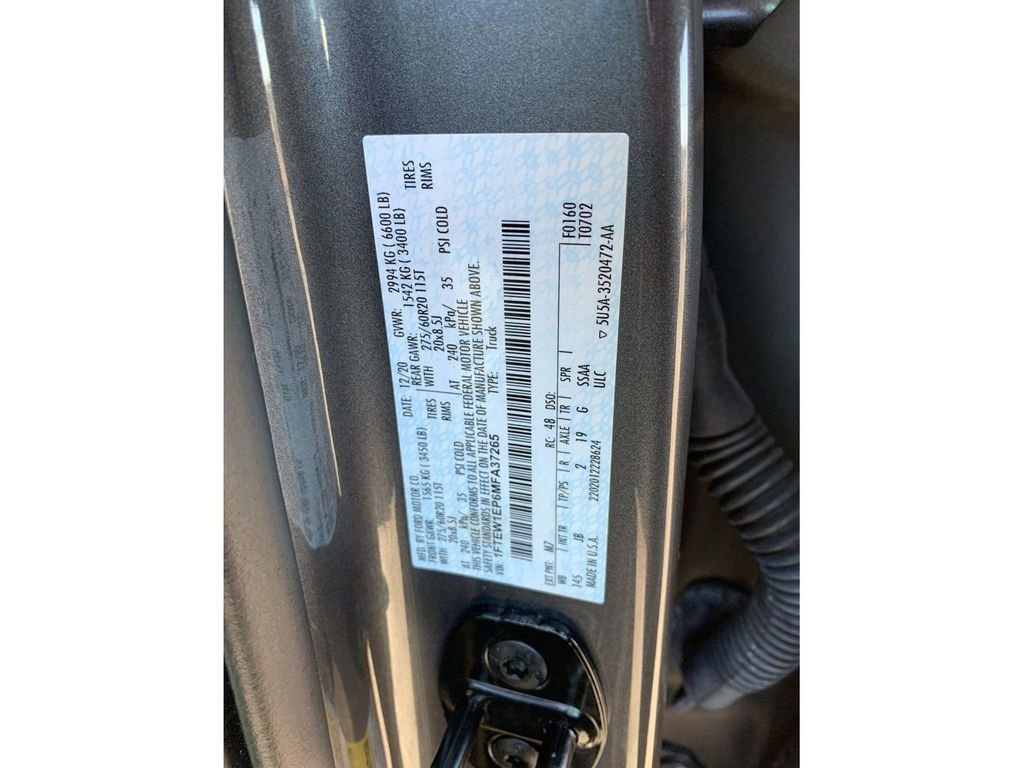 MFD. BY FORD MOTOR CO. DATE: 12/20 GVWR: 2994 KG ( 6600 LB)
FRONT GAWR: 1565 KG ( 3450 LB) REAR GAWR: 1542 KG ( 3400 LB)
WITH 275/60R20 115T TIRES WITH 275/60R20 115T TIRES
20x8.5J RIMS 20x8.5J RIMS
AT 240 kPa/ 35 PSI COLD AT 240 kPa/ 35 PSI COLD
THIS VEHICLE CONFORMS TO ALL APPLICABLE FEDERAL MOTOR VEHICLE
SAFETY STANDARDS IN EFFECT ON THE DATE OF MANUFACTURE SHOWN ABOVE.
VIN: 1FTEW1EP6MFA37265 TYPE: Truck
EXT PNT: M7 RC: 48 DSO: F0160
WB INT TR TP/PS R AXLE TR SPR T0702
145 JB 2 19 G SSAA
MADE IN U.S.A. 2202012228624 ULC ▽ 5U5A-3520472-AA